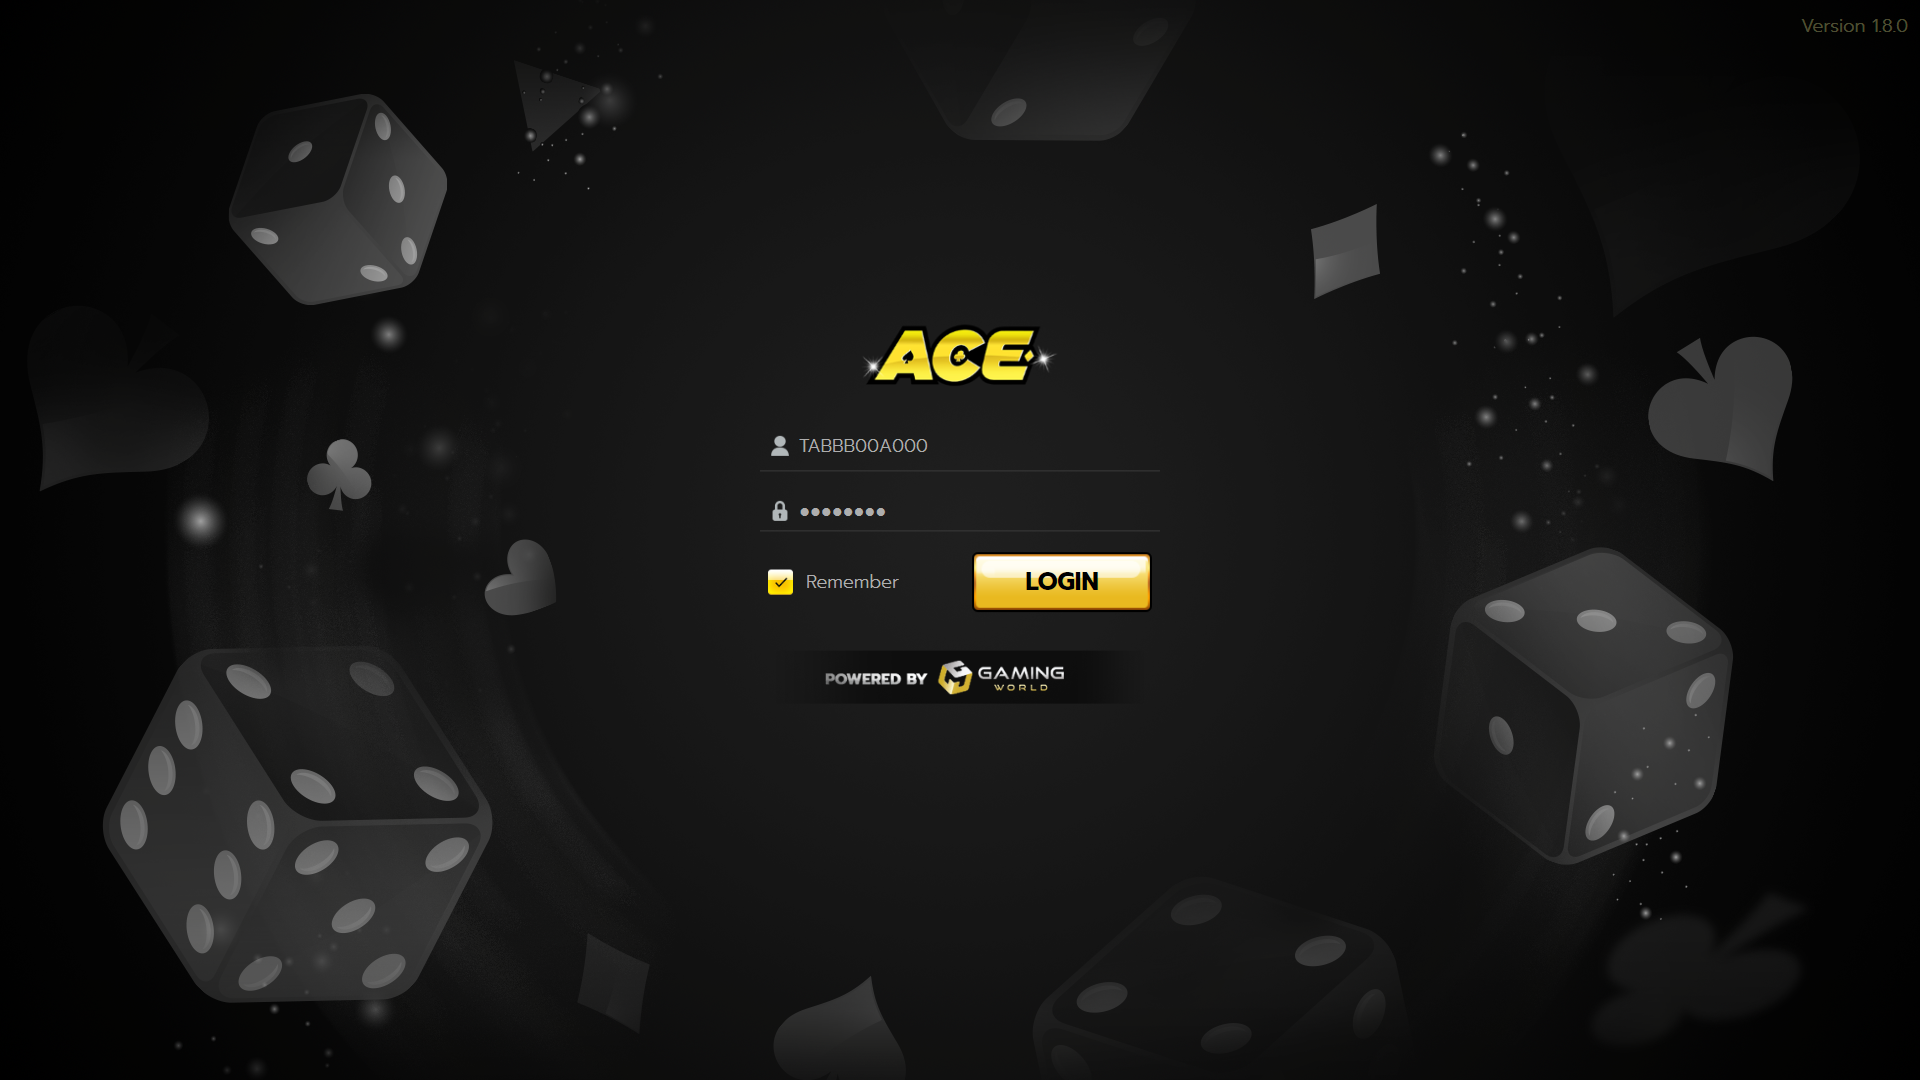 Version 1.8.0
ACE
TABBB00A000
••••••••
Remember
LOGIN
POWERED BY GAMING WORLD